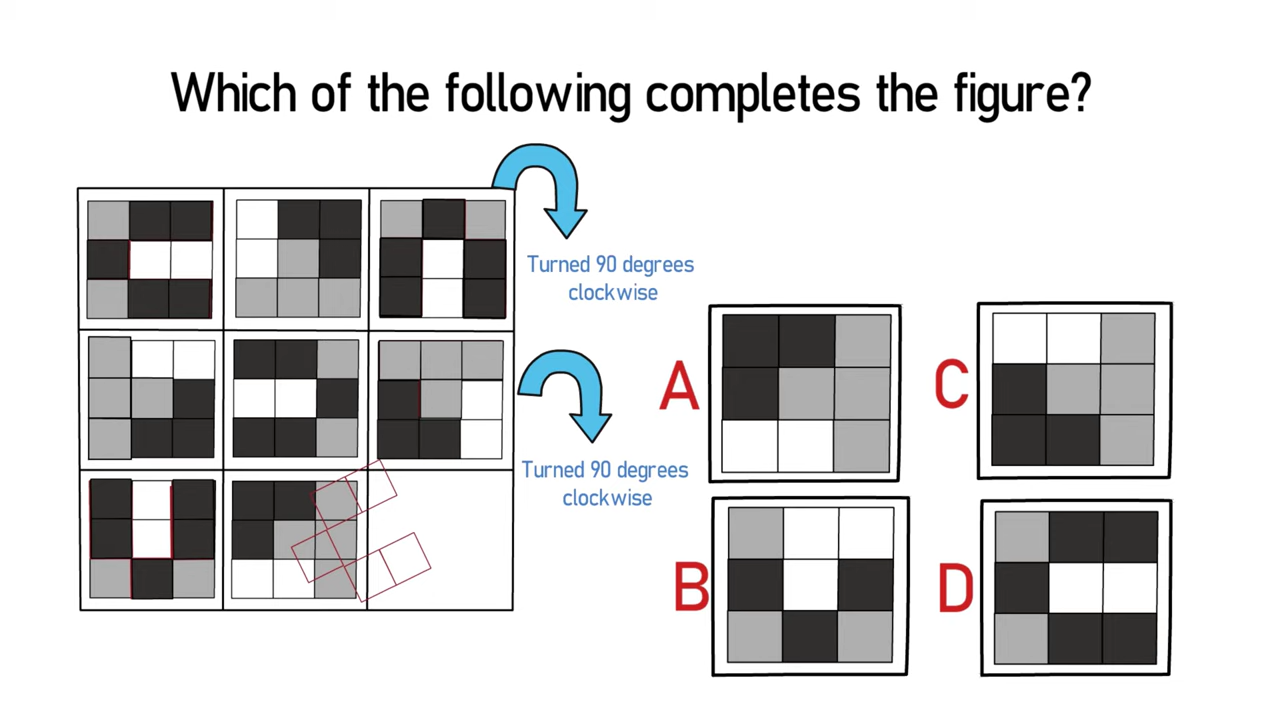 Which of the following completes the figure?
Turned 90 degrees
clockwise
A
C
Turned 90 degrees
clockwise
B
D